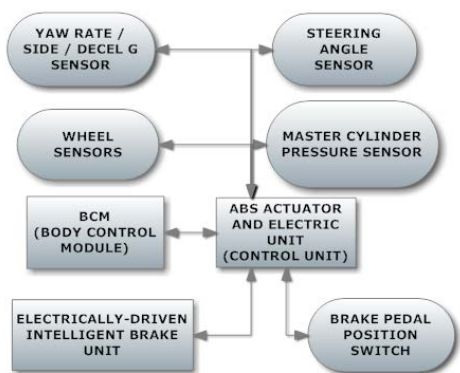 YAW RATE /
SIDE / DECEL G
SENSOR
STEERING
ANGLE
SENSOR
WHEEL
SENSORS
MASTER CYLINDER
PRESSURE SENSOR
BCM
(BODY CONTROL
MODULE)
ABS ACTUATOR
AND ELECTRIC
UNIT
(CONTROL UNIT)
ELECTRICALLY-DRIVEN
INTELLIGENT BRAKE
UNIT
BRAKE PEDAL
POSITION
SWITCH